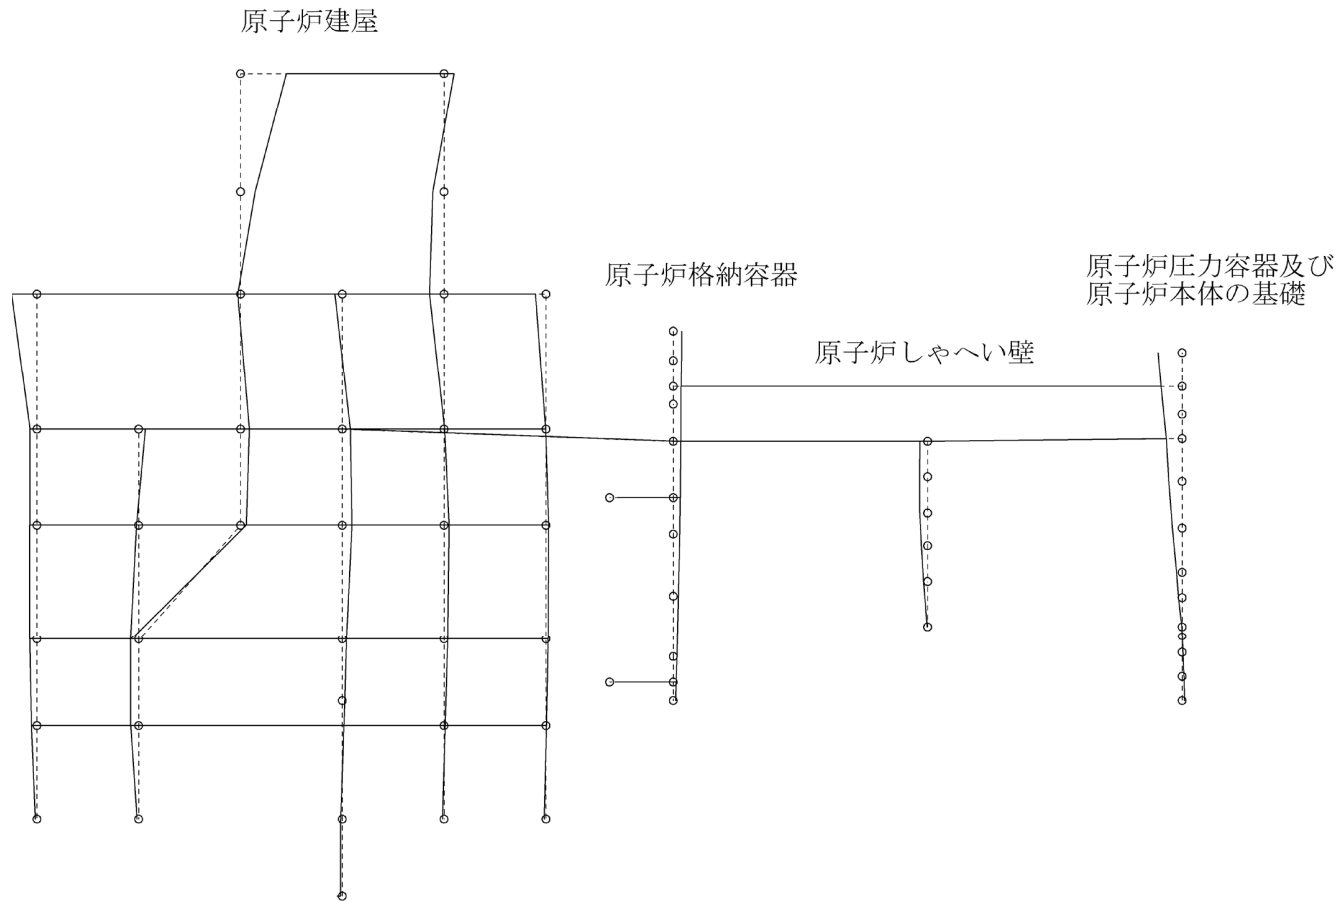 原子炉建屋
原子炉格納容器
原子炉しゃへい壁
原子炉圧力容器及び
原子炉本体の基礎